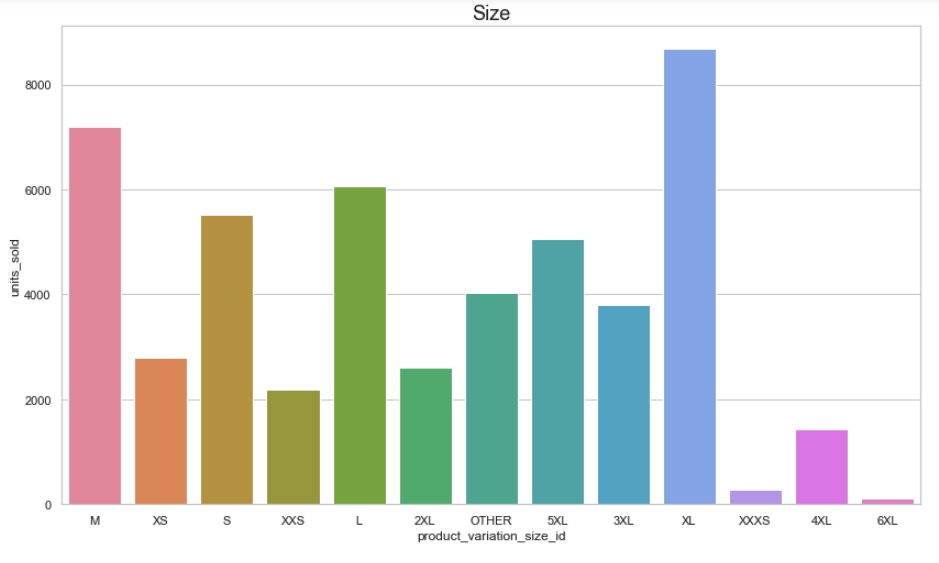 Size
8000
6000
4000
2000
0
units_sold
M XS S XXS L 2XL OTHER 5XL 3XL XL XXXS 4XL 6XL
product_variation_size_id